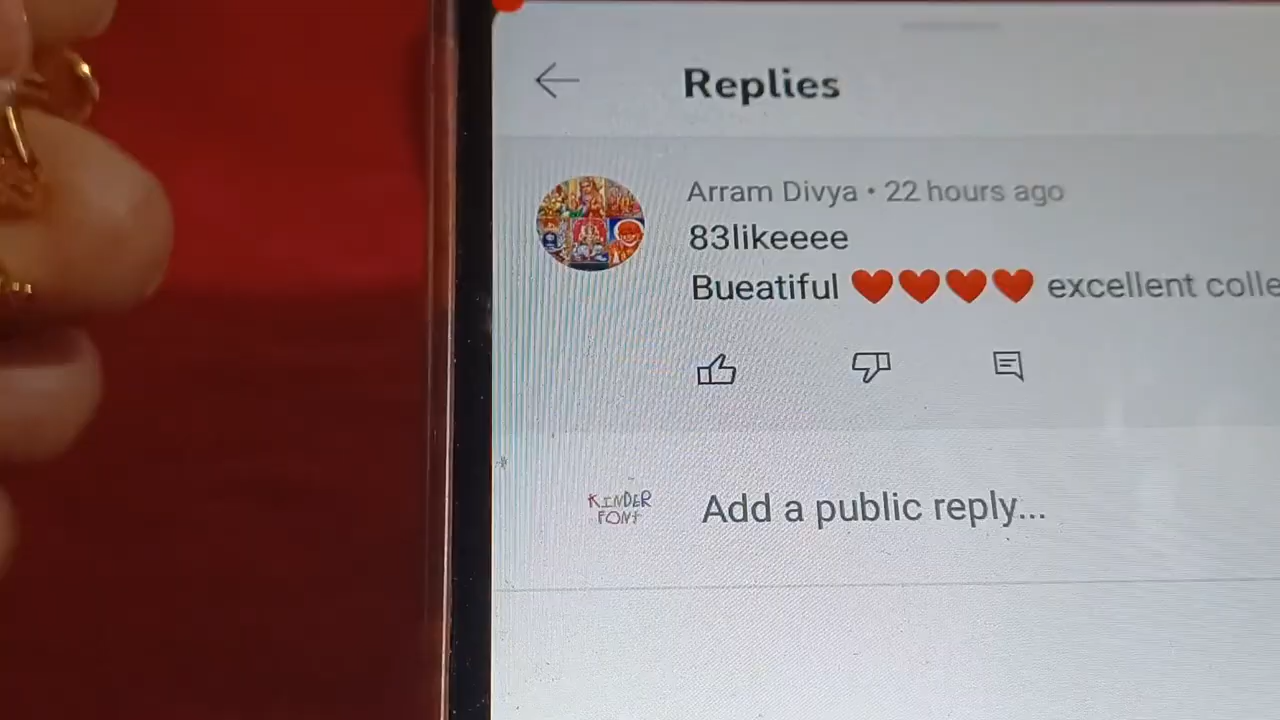 Replies
Arram Divya • 22 hours ago
83likeeee
Bueatiful ❤️❤️❤️❤️ excellent colle
KINDER
FONT
Add a public reply...